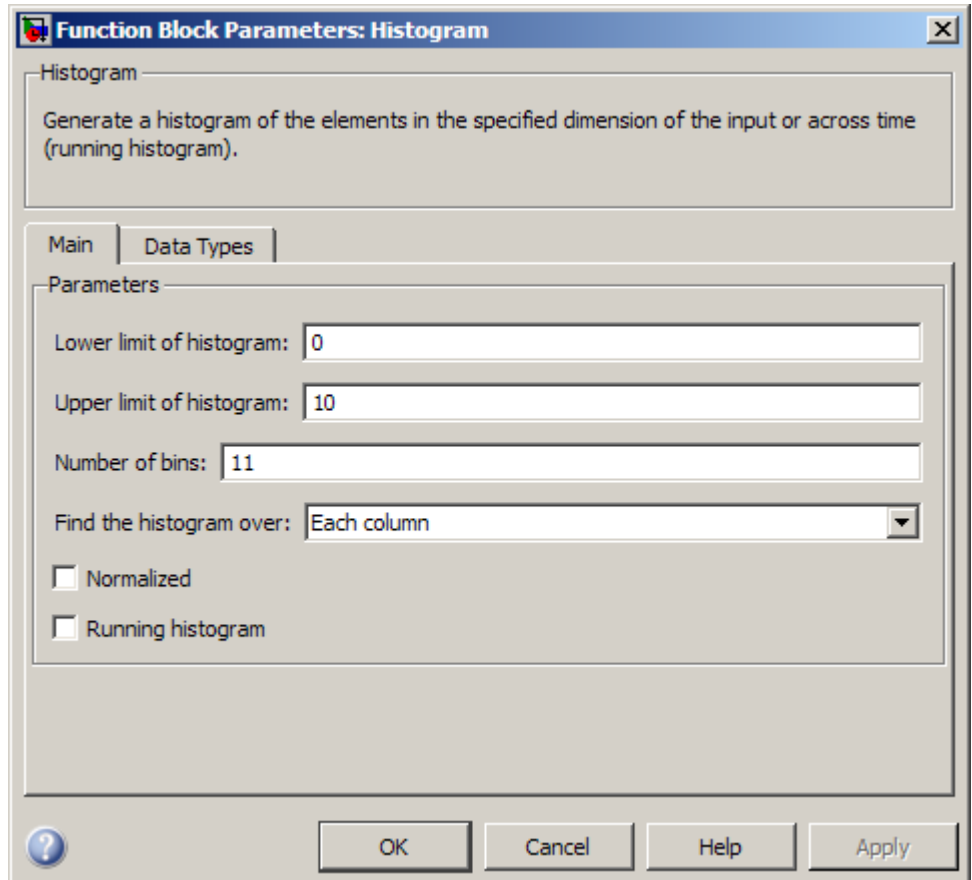 Function Block Parameters: Histogram
Histogram
Generate a histogram of the elements in the specified dimension of the input or across time
(running histogram).
Main Data Types
Parameters
Lower limit of histogram: 0
Upper limit of histogram: 10
Number of bins: 11
Find the histogram over: Each column
Normalized
Running histogram
? OK Cancel Help Apply